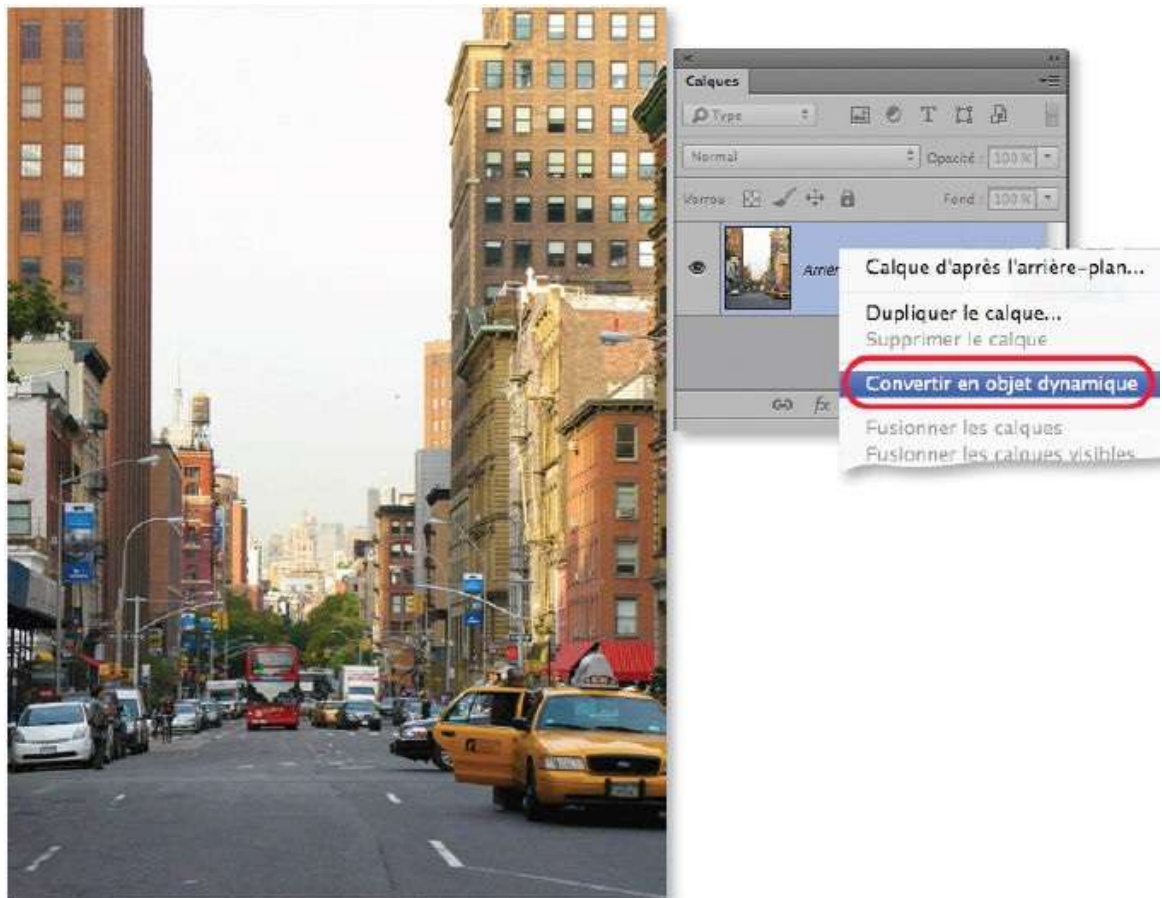 Calques
Type
Normal
Opacité : 100 %
Verrou :
Fond : 100 %
Calque d'après l'arrière-plan...
Dupliquer le calque...
Supprimer le calque
Convertir en objet dynamique
fx
Fusionner les calques
Fusionner les calques visibles